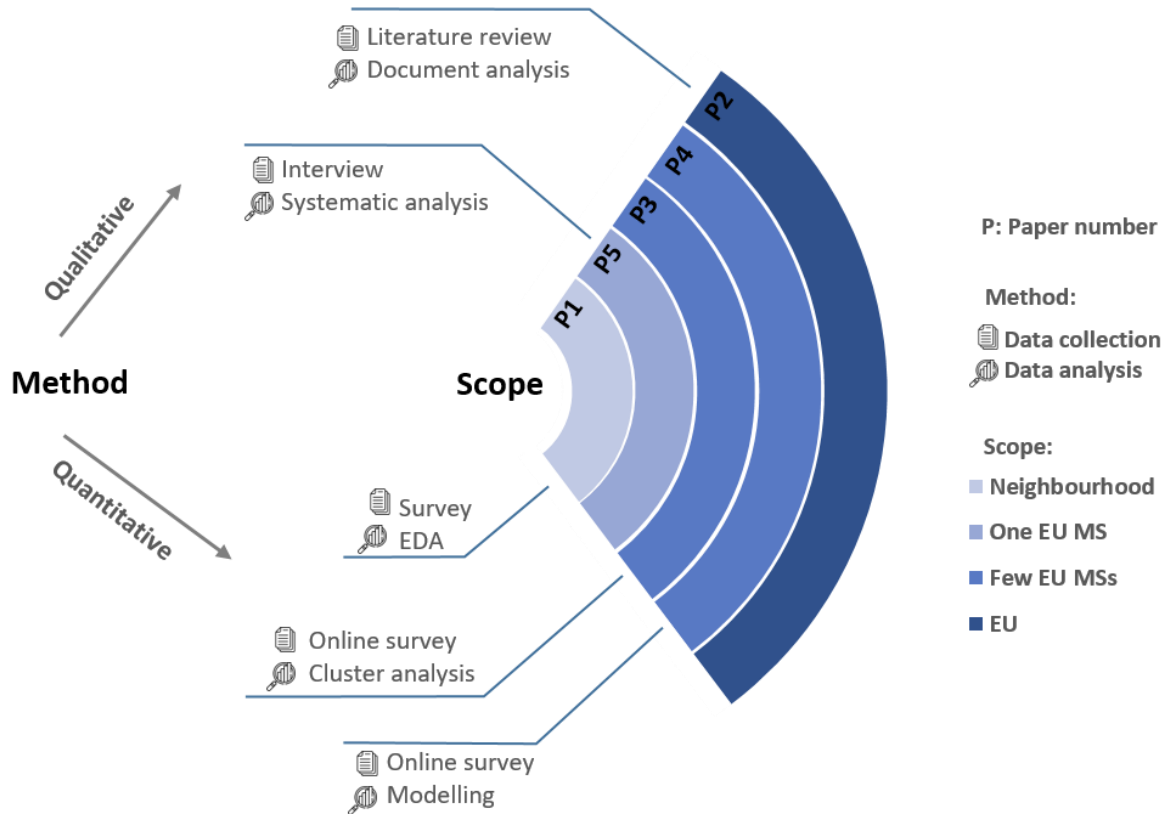 Literature review
Document analysis
Interview
Systematic analysis
Qualitative
Method
Quantitative
Scope
P2
P4
P3
P5
P1
Survey
EDA
Online survey
Cluster analysis
Online survey
Modelling
P: Paper number
Method:
Data collection
Data analysis
Scope:
Neighbourhood
One EU MS
Few EU MSs
EU